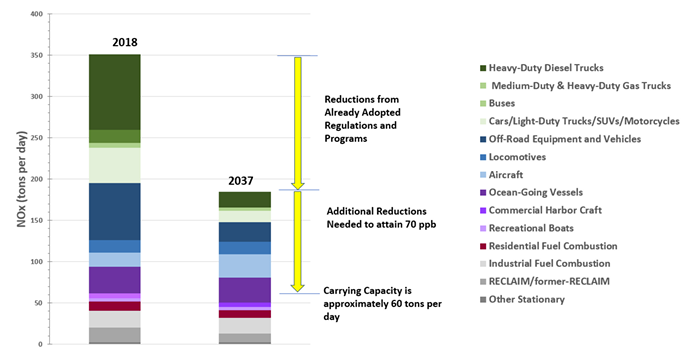 400
350
300
250
200
150
100
50
0
NOx (tons per day)
2018
2037
Reductions from
Already Adopted
Regulations and
Programs
Additional Reductions
Needed to attain 70 ppb
Carrying Capacity is
approximately 60 tons per
day
Heavy-Duty Diesel Trucks
Medium-Duty & Heavy-Duty Gas Trucks
Buses
Cars/Light-Duty Trucks/SUVs/Motorcycles
Off-Road Equipment and Vehicles
Locomotives
Aircraft
Ocean-Going Vessels
Commercial Harbor Craft
Recreational Boats
Residential Fuel Combustion
Industrial Fuel Combustion
RECLAIM/former-RECLAIM
Other Stationary